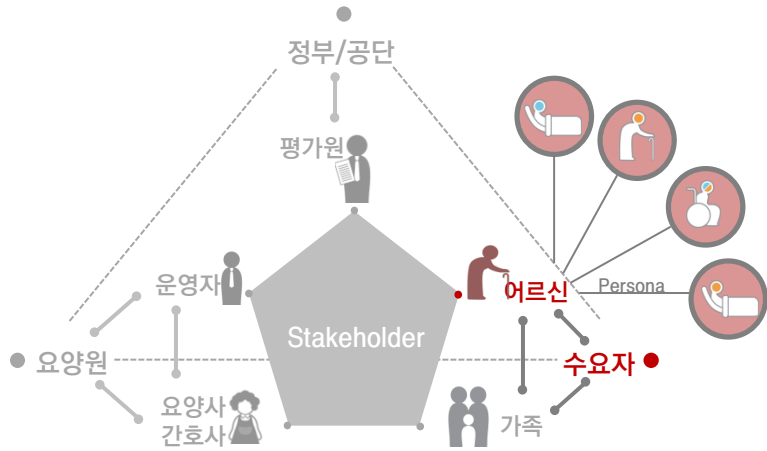 정부/공단
평가원
운영자
어르신
Persona
Stakeholder
요양원
수요자
요양사
간호사
가족